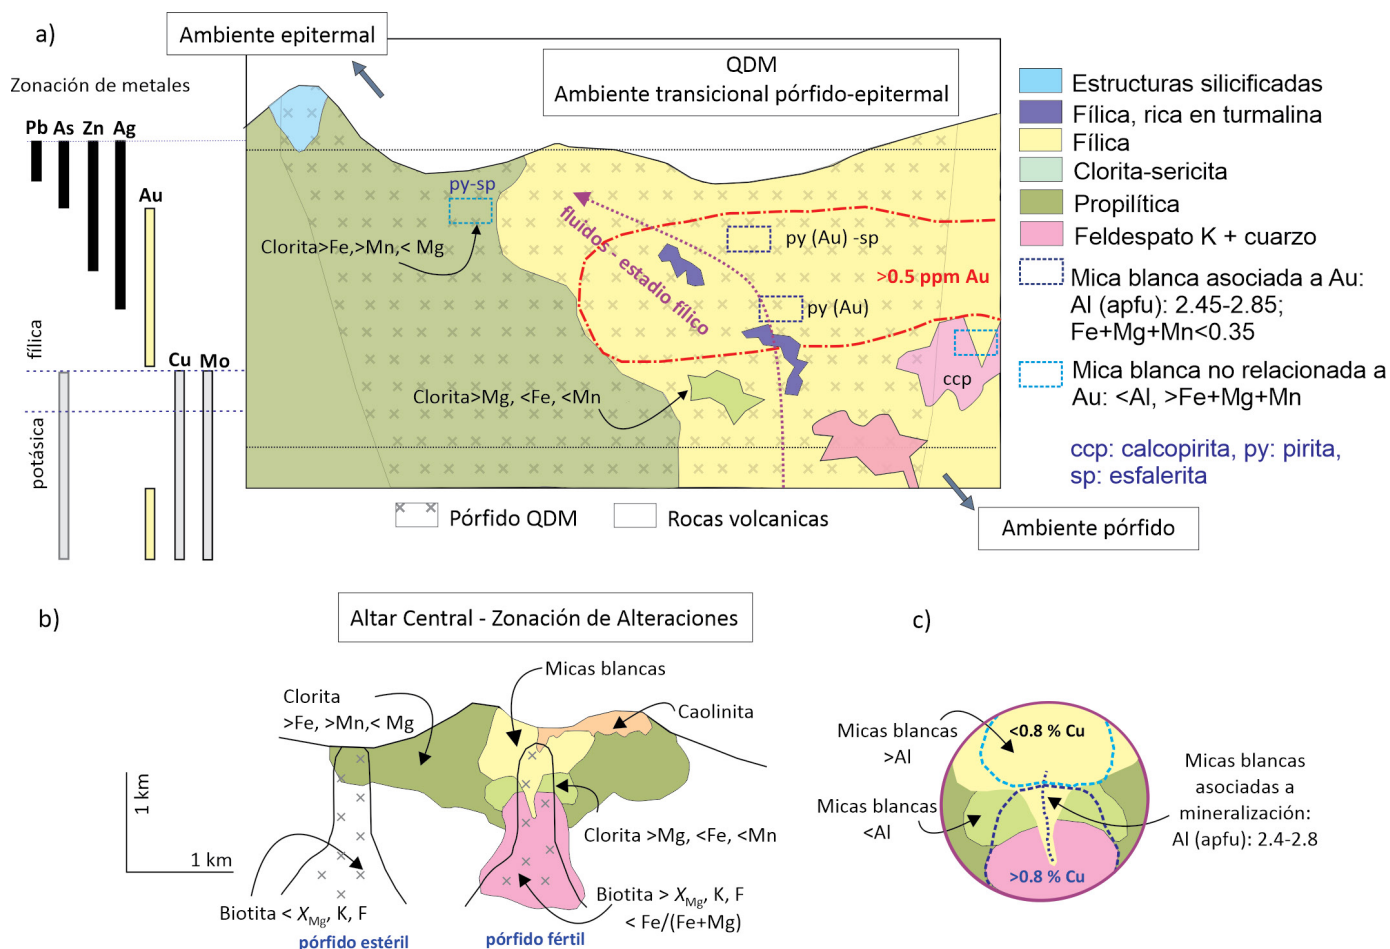 a)
Ambiente epitermal
Zonación de metales
QDM
Ambiente transicional pórfido-epitermal
Pb As Zn Ag
Au
Cu Mo
fílica
potásica
py-sp
Clorita>Fe,>Mn,< Mg
fluidos - estadio fílico
py (Au) -sp
>0.5 ppm Au
py (Au)
ccp
Clorita>Mg, <Fe, <Mn
Estructuras silicificadas
Fílica, rica en turmalina
Fílica
Clorita-sericita
Propilítica
Feldespato K + cuarzo
Mica blanca asociada a Au:
Al (apfu): 2.45-2.85;
Fe+Mg+Mn<0.35
Mica blanca no relacionada a
Au: <Al, >Fe+Mg+Mn
ccp: calcopirita, py: pirita,
sp: esfalerita
Pórfido QDM
Rocas volcanicas
Ambiente pórfido
b)
Altar Central - Zonación de Alteraciones
Micas blancas
Clorita
>Fe, >Mn,< Mg
Caolinita
1 km
1 km
Clorita >Mg, <Fe, <Mn
Biotita < XMg, K, F
Biotita > XMg, K, F
< Fe/(Fe+Mg)
pórfido estéril
pórfido fértil
c)
Micas blancas
>Al
<0.8 % Cu
Micas blancas
<Al
Micas blancas
asociadas a
mineralización:
Al (apfu): 2.4-2.8
>0.8 % Cu